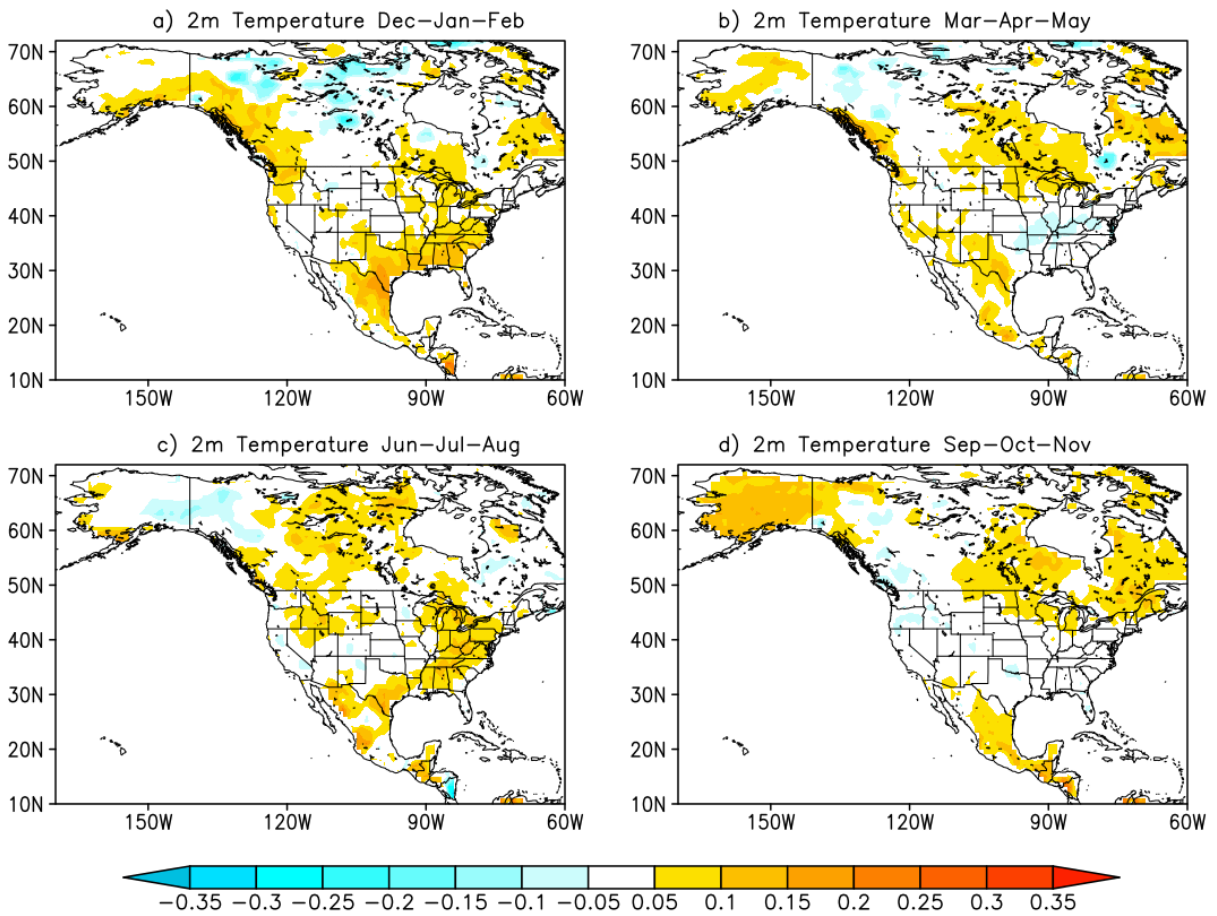 a) 2m Temperature Dec-Jan-Feb
b) 2m Temperature Mar-Apr-May
70N
60N
50N
40N
30N
20N
10N
150W
120W
90W
60W
70N
60N
50N
40N
30N
20N
10N
150W
120W
90W
60W
c) 2m Temperature Jun-Jul-Aug
d) 2m Temperature Sep-Oct-Nov
70N
60N
50N
40N
30N
20N
10N
150W
120W
90W
60W
70N
60N
50N
40N
30N
20N
10N
150W
120W
90W
60W
-0.35 -0.3 -0.25 -0.2 -0.15 -0.1 -0.05 0.05 0.1 0.15 0.2 0.25 0.3 0.35